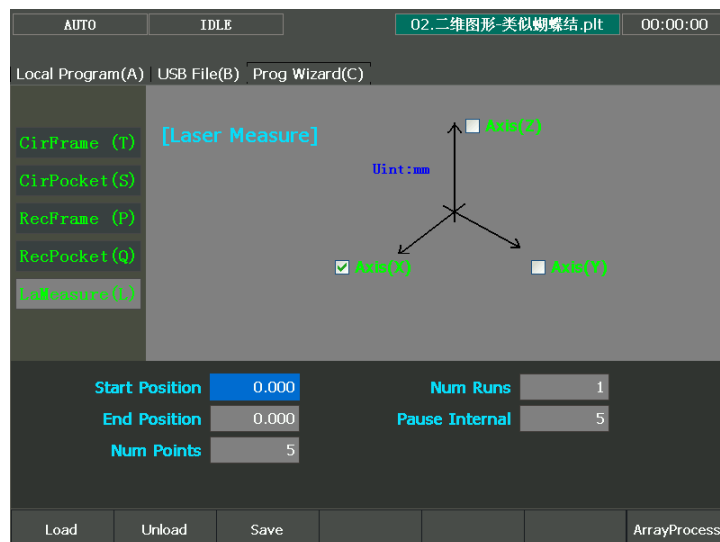 AUTO IDLE 02.二维图形-类似蝴蝶结.plt 00:00:00
Local Program(A) USB File(B) Prog Wizard(C)
[Laser Measure] Axis(Z)
CirFrame (T)
Uint:mm
CirPocket(S)
RecFrame (P)
RecPocket(Q)
Axis(X) Axis(Y)
LaMeasure(L)
Start Position 0.000 Num Runs 1
End Position 0.000 Pause Internal 5
Num Points 5
Load Unload Save ArrayProcess